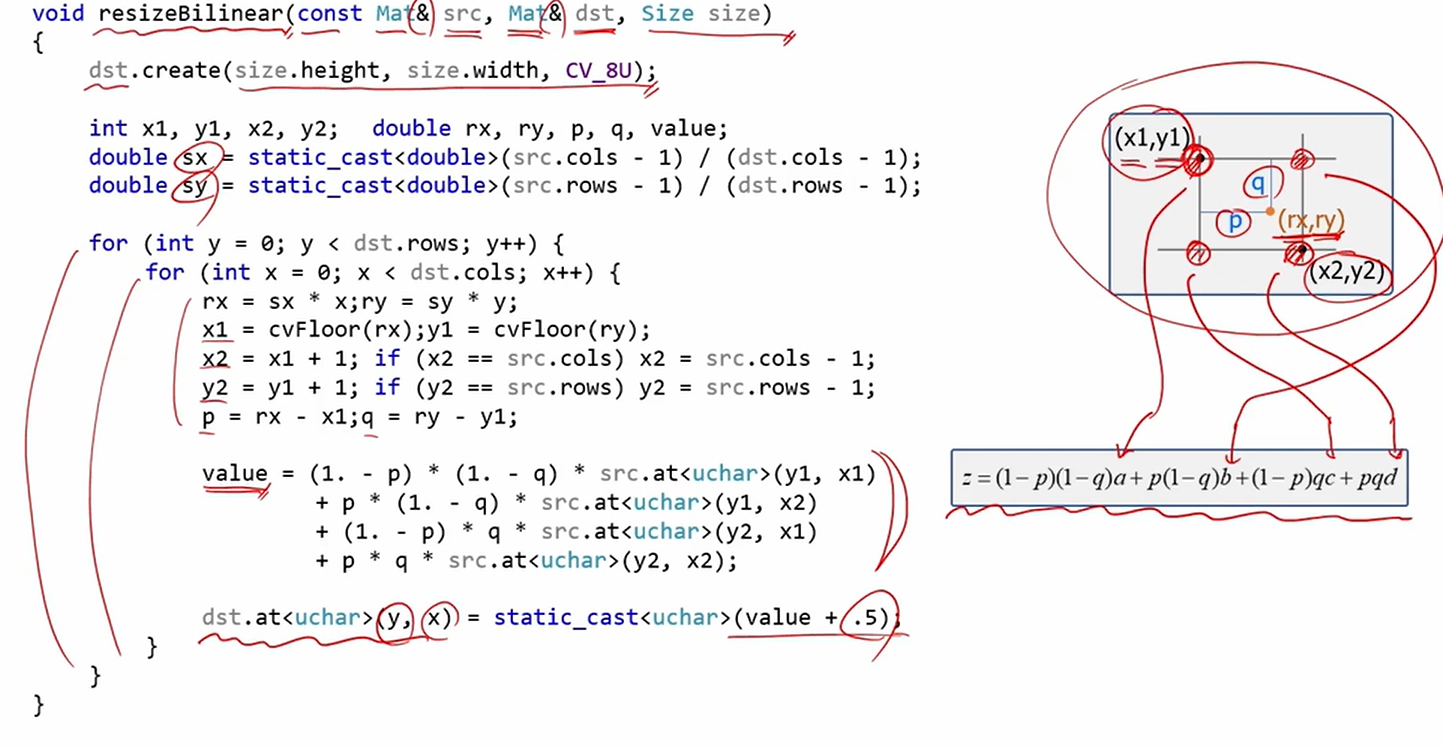 void resizeBilinear(const Mat& src, Mat& dst, Size size)
{
dst.create(size.height, size.width, CV_8U);
int x1, y1, x2, y2; double rx, ry, p, q, value;
double sx = static_cast<double>(src.cols - 1) / (dst.cols - 1);
double sy = static_cast<double>(src.rows - 1) / (dst.rows - 1);
for (int y = 0; y < dst.rows; y++) {
for (int x = 0; x < dst.cols; x++) {
rx = sx * x;ry = sy * y;
x1 = cvFloor(rx);y1 = cvFloor(ry);
x2 = x1 + 1; if (x2 == src.cols) x2 = src.cols - 1;
y2 = y1 + 1; if (y2 == src.rows) y2 = src.rows - 1;
p = rx - x1;q = ry - y1;
value = (1. - p) * (1. - q) * src.at<uchar>(y1, x1)
+ p * (1. - q) * src.at<uchar>(y1, x2)
+ (1. - p) * q * src.at<uchar>(y2, x1)
+ p * q * src.at<uchar>(y2, x2);
dst.at<uchar>(y, x) = static_cast<uchar>(value + .5);
}
}
}
(x1,y1)
q
p
(rx,ry)
(x2,y2)
z = (1− p)(1−q)a + p(1−q)b +(1− p)qc + pqd